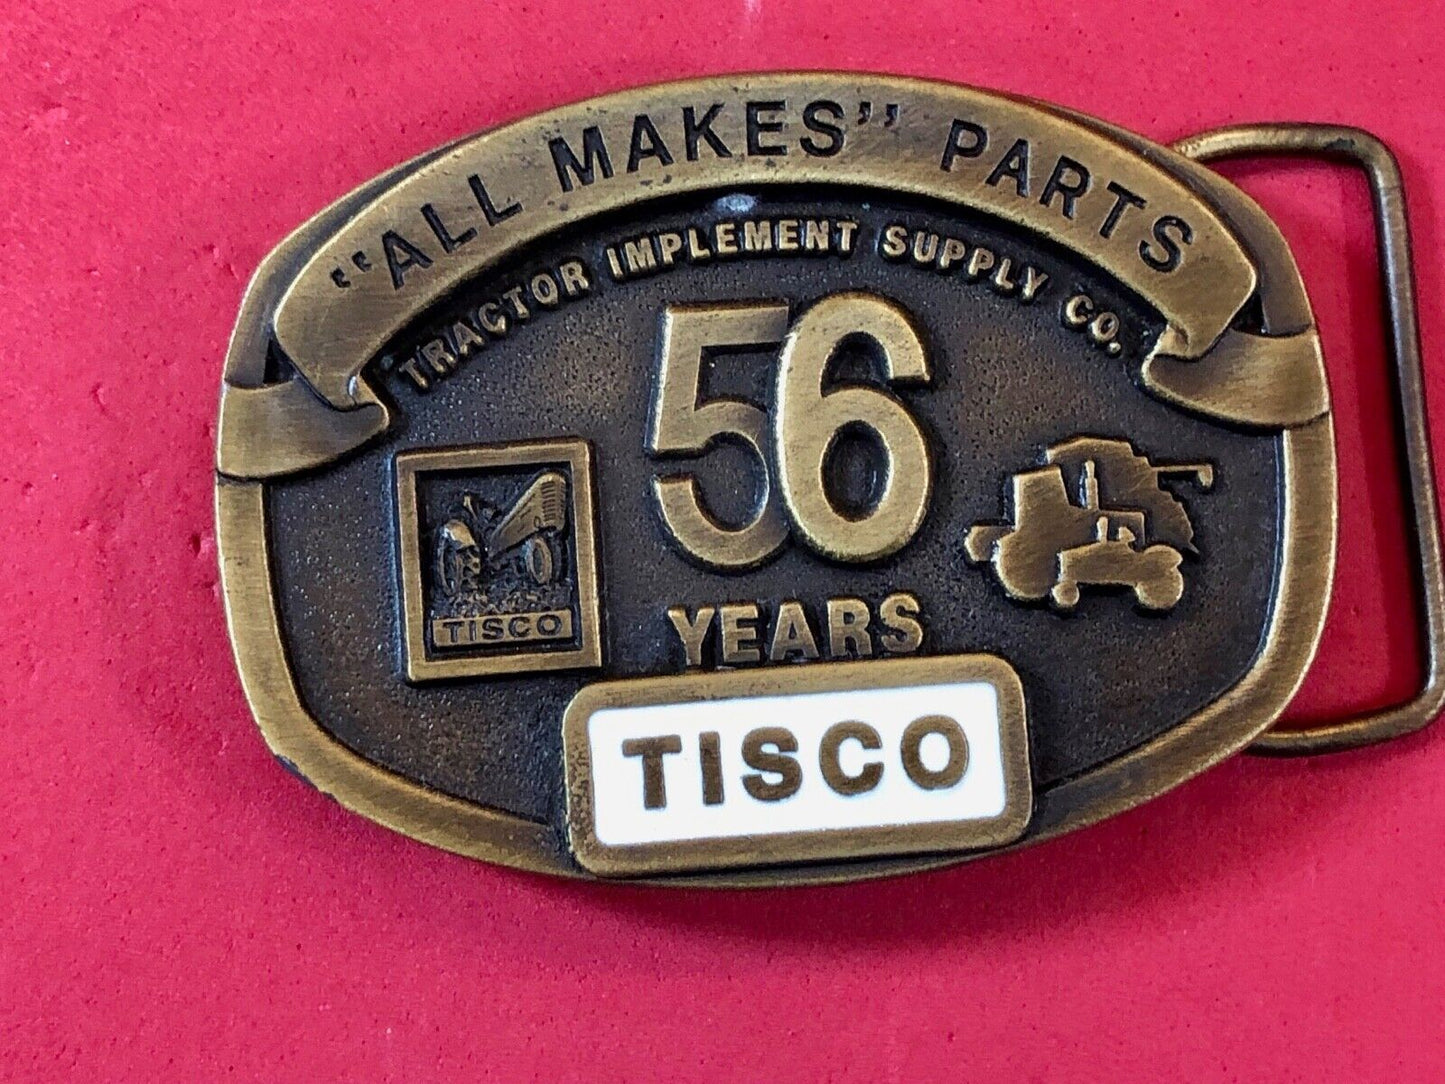 “ALL MAKES” PARTS
TRACTOR IMPLEMENT SUPPLY CO.
56
YEARS
TISCO
TISCO